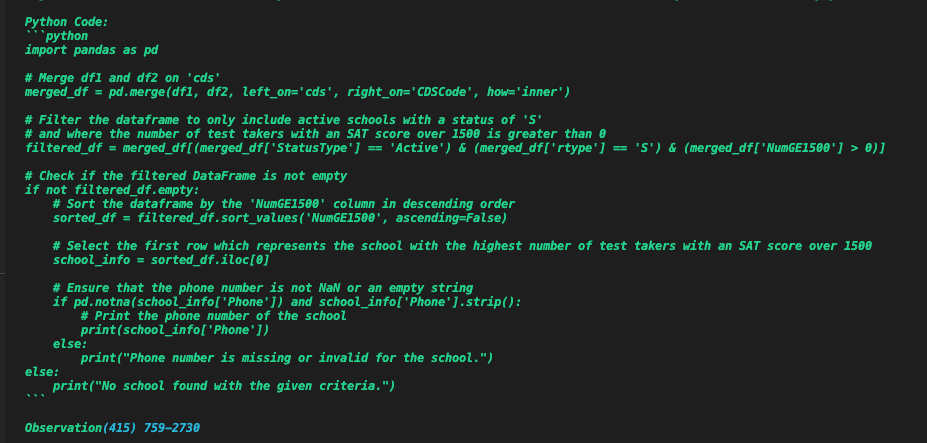 Python Code:
```python
import pandas as pd

# Merge df1 and df2 on 'cds'
merged_df = pd.merge(df1, df2, left_on='cds', right_on='CDSCode', how='inner')

# Filter the dataframe to only include active schools with a status of 'S'
# and where the number of test takers with an SAT score over 1500 is greater than 0
filtered_df = merged_df[(merged_df['StatusType'] == 'Active') & (merged_df['rtype'] == 'S') & (merged_df['NumGE1500'] > 0)]

# Check if the filtered DataFrame is not empty
if not filtered_df.empty:
    # Sort the dataframe by the 'NumGE1500' column in descending order
    sorted_df = filtered_df.sort_values('NumGE1500', ascending=False)

    # Select the first row which represents the school with the highest number of test takers with an SAT score over 1500
    school_info = sorted_df.iloc[0]

    # Ensure that the phone number is not NaN or an empty string
    if pd.notna(school_info['Phone']) and school_info['Phone'].strip():
        # Print the phone number of the school
        print(school_info['Phone'])
    else:
        print("Phone number is missing or invalid for the school.")
else:
    print("No school found with the given criteria.")
```

Observation(415) 759-2730